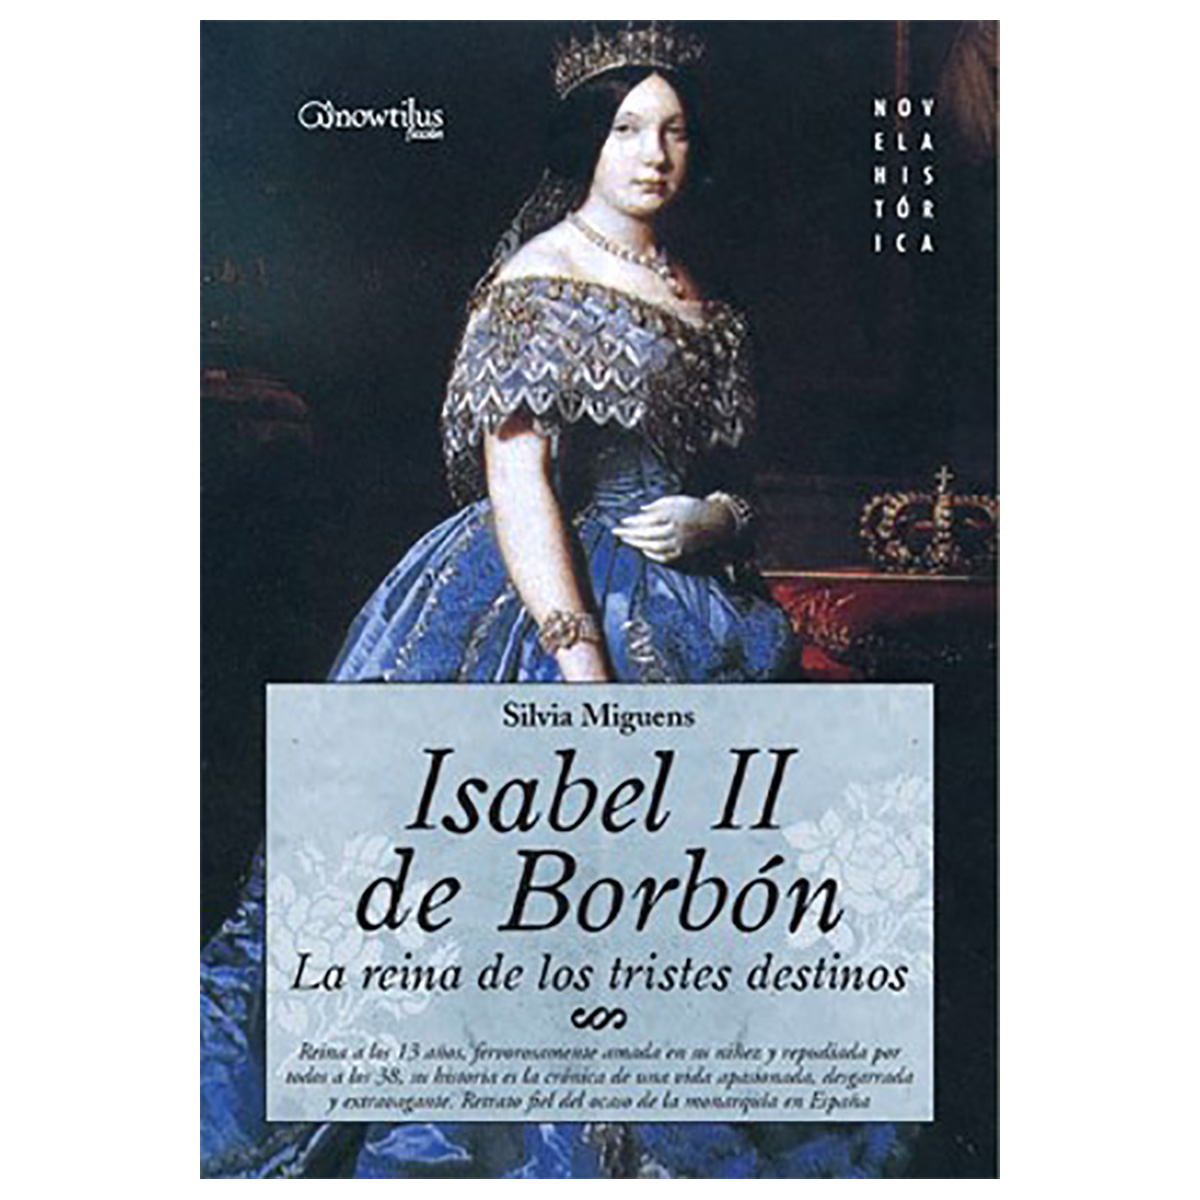 nowtilus
ficción
N O V
E L A
H I S
T Ó R
I C A
Silvia Miguens
Isabel II
de Borbón
La reina de los tristes destinos
Reina a los 13 años, fervorosamente amada en su niñez y repudiada por
todos a los 38, su historia es la crónica de una vida apasionada, desgarrada
y extravagante. Retrato fiel del ocaso de la monarquía en España